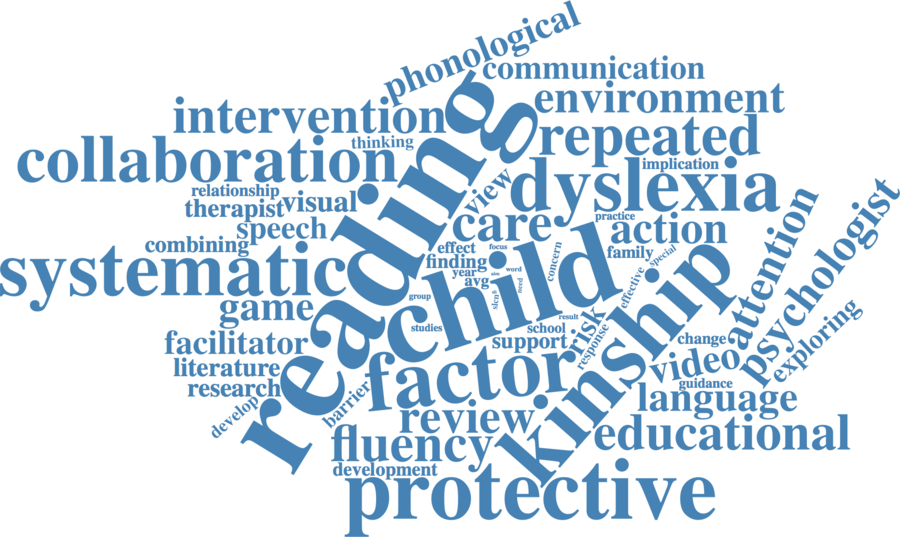 phonological
communication
environment
intervention
repeated
thinking
collaboration
implication
reading
view
dyslexia
relationship
visual
therapist
care
practice
action
speech
attention
psychologist
combining
effect
focus
family
special
systematic
finding
concern
child
kinship
year
word
avg
need
slcn
effective
group
game
studies
result
school
risk
support
response
change
exploring
facilitator
factor
video
literature
guidance
research
barrier
language
develop
review
educational
fluency
development
protective